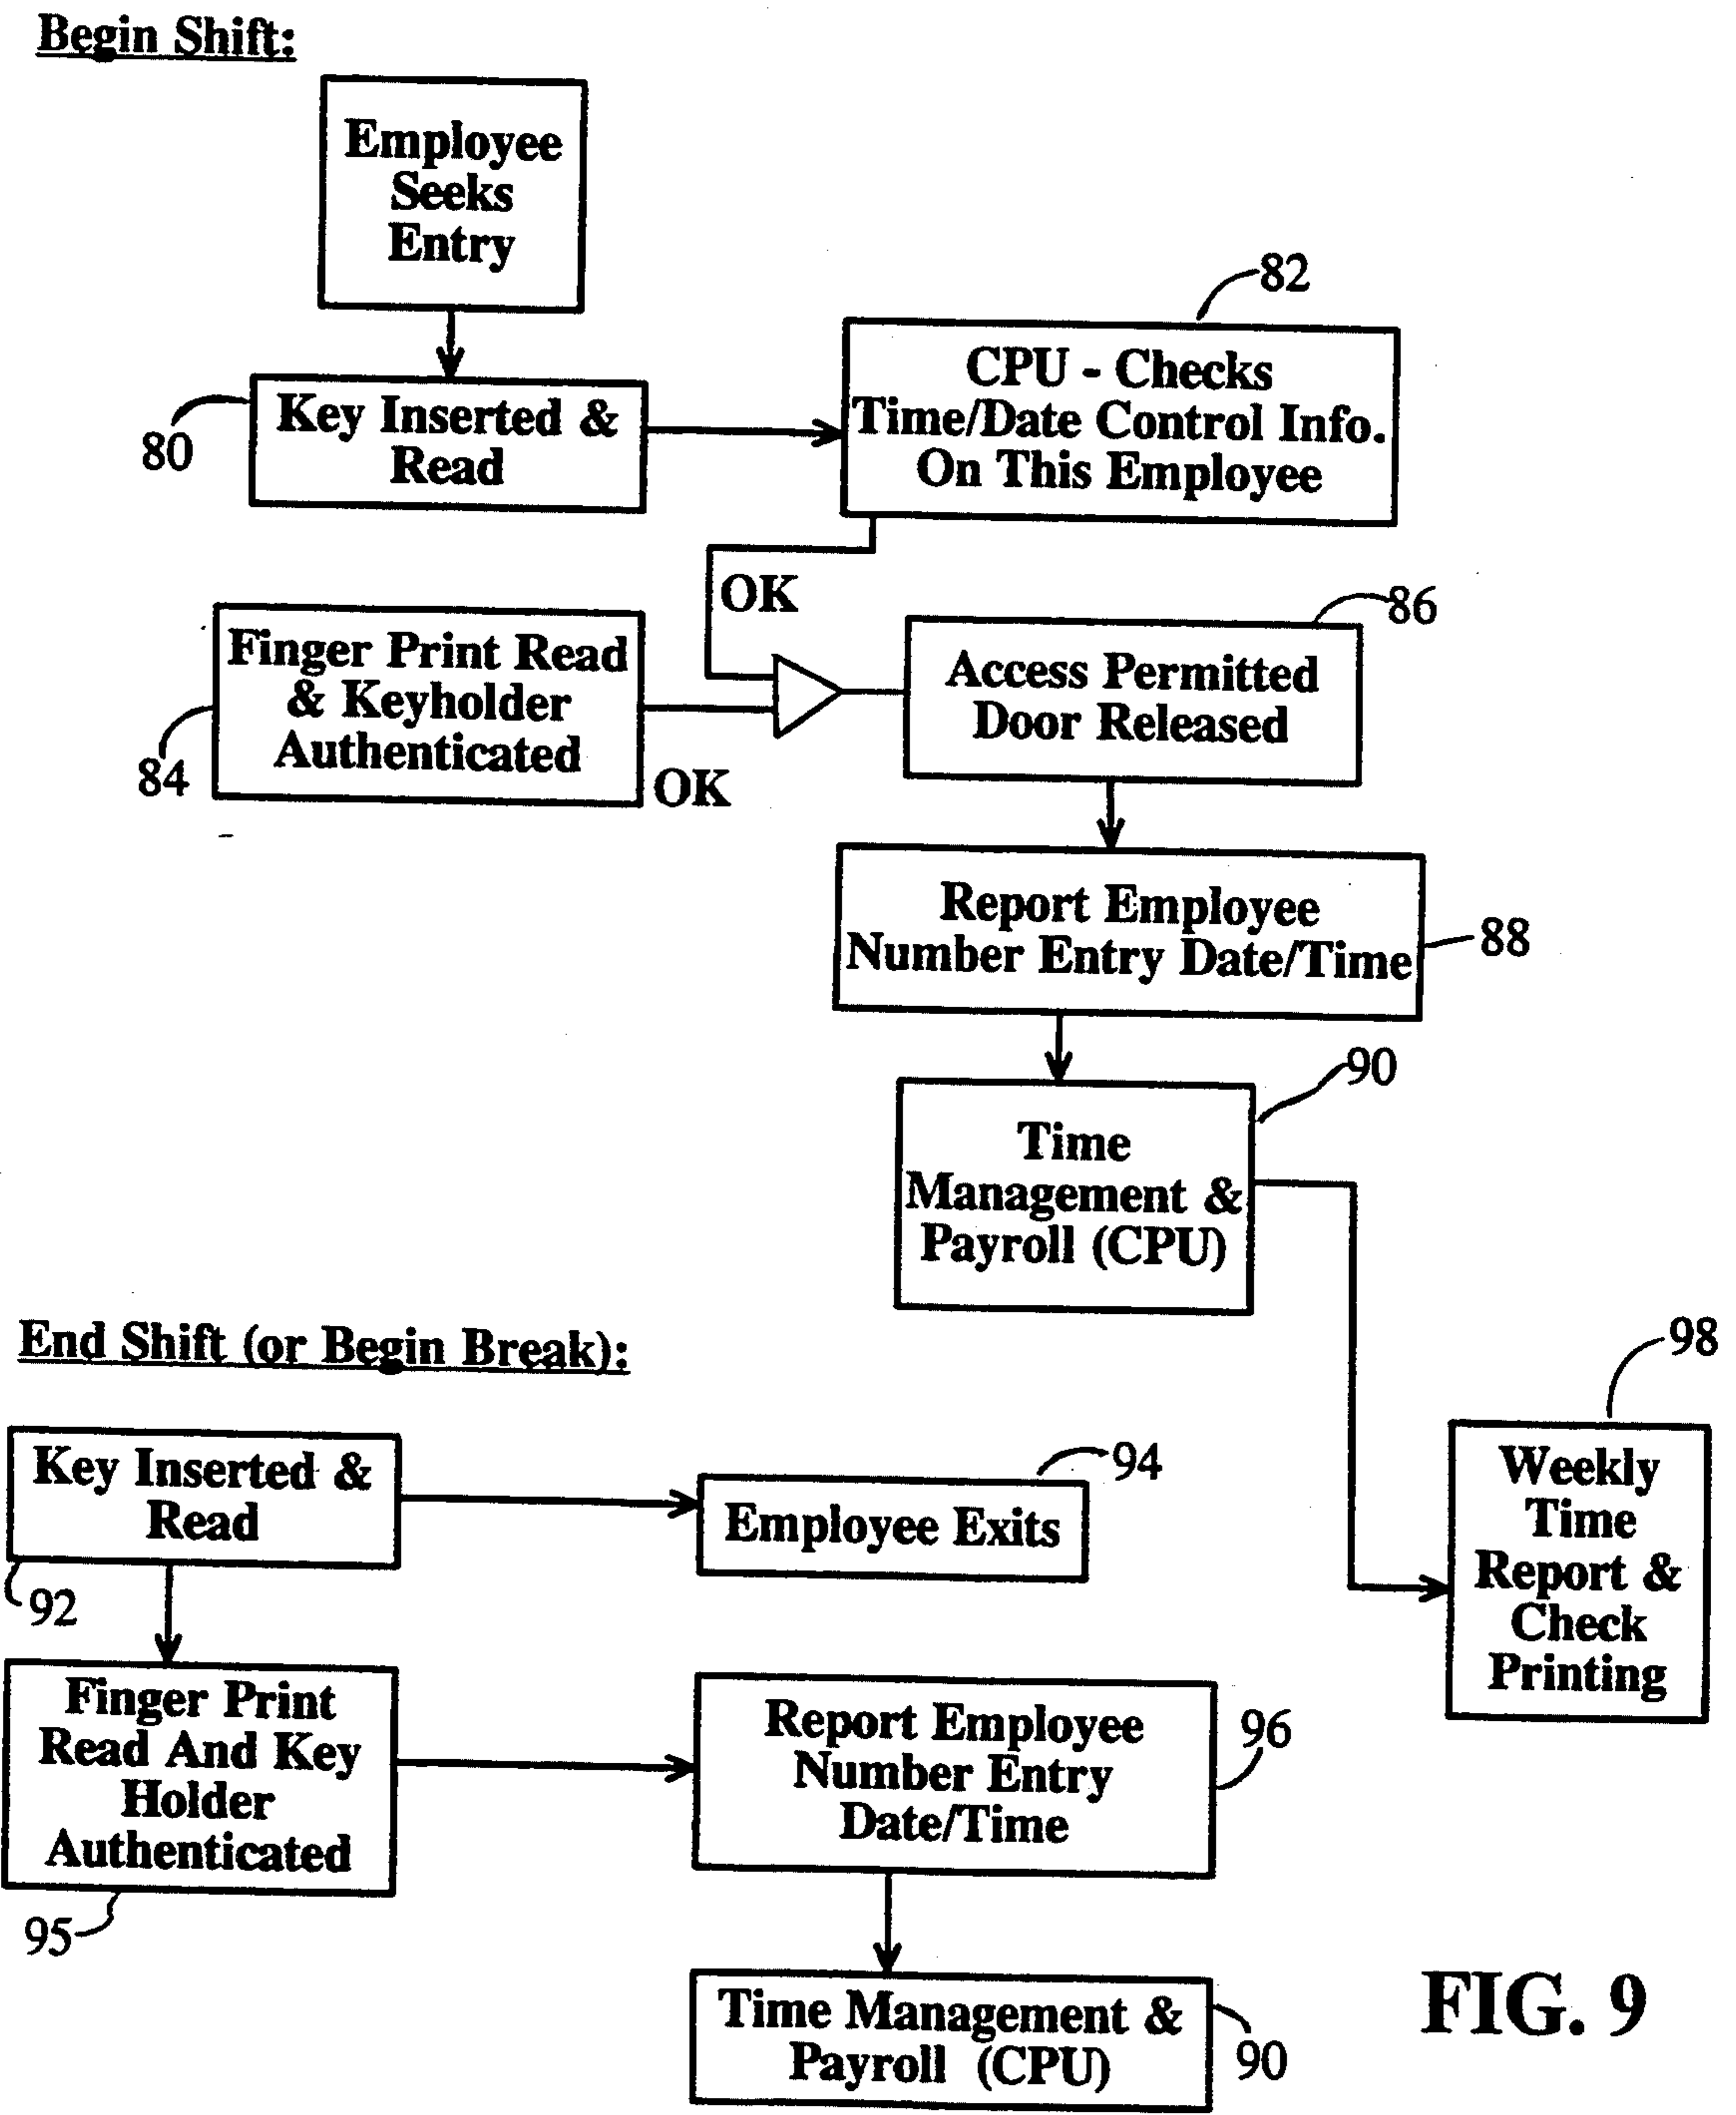 Begin Shift:
Employee
Seeks
Entry
82
CPU - Checks
Time/Date Control Info.
On This Employee
Key Inserted &
Read
80
OK
86
Finger Print Read
& Keyholder
Authenticated
84
OK
Access Permitted
Door Released
Report Employee
Number Entry Date/Time
88
90
Time
Management &
Payroll (CPU)
End Shift (or Begin Break):
98
Key Inserted &
Read
92
94
Employee Exits
Weekly
Time
Report &
Check
Printing
Finger Print
Read And Key
Holder
Authenticated
95
Report Employee
Number Entry
Date/Time
96
Time Management &
Payroll (CPU)
90
FIG. 9